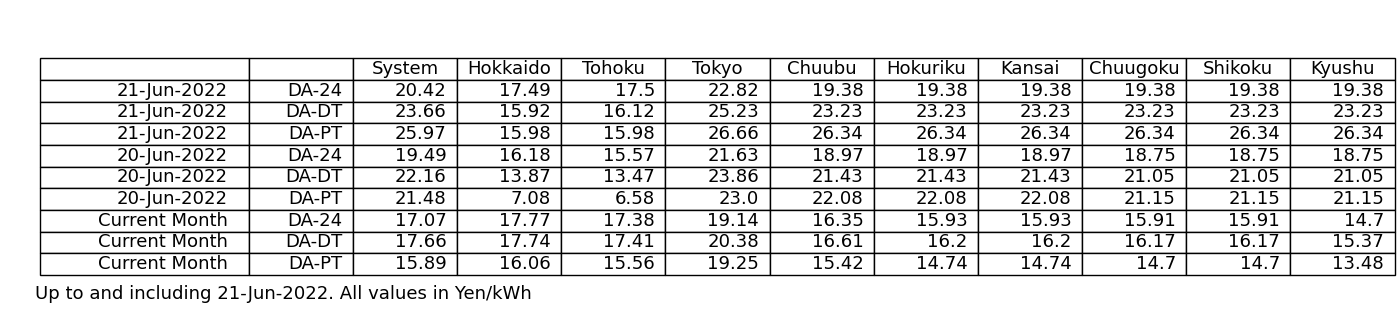 System Hokkaido Tohoku Tokyo Chuubu Hokuriku Kansai Chuugoku Shikoku Kyushu
21-Jun-2022 DA-24 20.42 17.49 17.5 22.82 19.38 19.38 19.38 19.38 19.38 19.38
21-Jun-2022 DA-DT 23.66 15.92 16.12 25.23 23.23 23.23 23.23 23.23 23.23 23.23
21-Jun-2022 DA-PT 25.97 15.98 15.98 26.66 26.34 26.34 26.34 26.34 26.34 26.34
20-Jun-2022 DA-24 19.49 16.18 15.57 21.63 18.97 18.97 18.97 18.75 18.75 18.75
20-Jun-2022 DA-DT 22.16 13.87 13.47 23.86 21.43 21.43 21.43 21.05 21.05 21.05
20-Jun-2022 DA-PT 21.48 7.08 6.58 23.0 22.08 22.08 22.08 21.15 21.15 21.15
Current Month DA-24 17.07 17.77 17.38 19.14 16.35 15.93 15.93 15.91 15.91 14.7
Current Month DA-DT 17.66 17.74 17.41 20.38 16.61 16.2 16.2 16.17 16.17 15.37
Current Month DA-PT 15.89 16.06 15.56 19.25 15.42 14.74 14.74 14.7 14.7 13.48
Up to and including 21-Jun-2022. All values in Yen/kWh